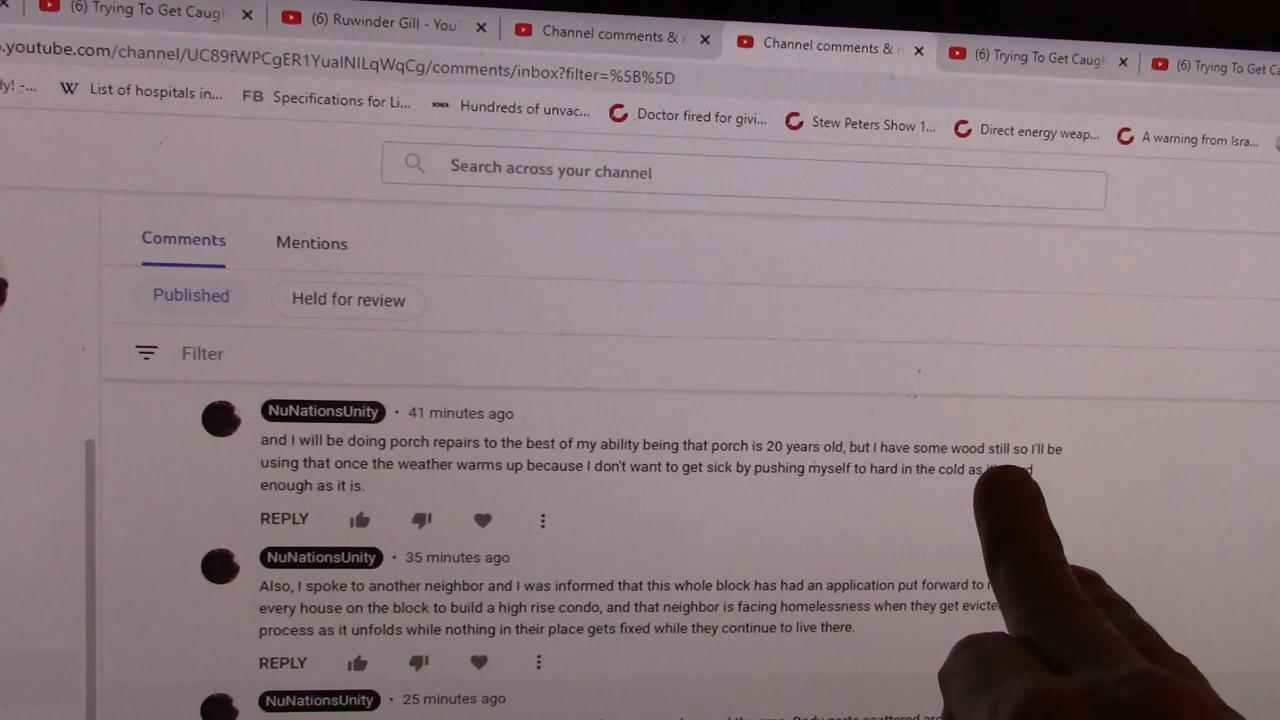 (6) Trying To Get Caugh
(6) Ruwinder Gill - YouT
Channel comments &
Channel comments &
(6) Trying To Get Caugh
(6) Trying To Get Ca
.youtube.com/channel/UC89fWPCgER1YuaINILqWqCg/comments/inbox?filter=%5B%5D
dy! -...
W List of hospitals in...
FB Specifications for Li...
Hundreds of unvac...
Doctor fired for givi...
Stew Peters Show 1...
Direct energy weap...
A warning from Isra...
Search across your channel
Comments
Mentions
Published
Held for review
Filter
NuNationsUnity • 41 minutes ago
and I will be doing porch repairs to the best of my ability being that porch is 20 years old, but I have some wood still so I'll be
using that once the weather warms up because I don't want to get sick by pushing myself to hard in the cold as
enough as it is.
REPLY
NuNationsUnity • 35 minutes ago
Also, I spoke to another neighbor and I was informed that this whole block has had an application put forward to
every house on the block to build a high rise condo, and that neighbor is facing homelessness when they get evicte
process as it unfolds while nothing in their place gets fixed while they continue to live there.
REPLY
NuNationsUnity • 25 minutes ago